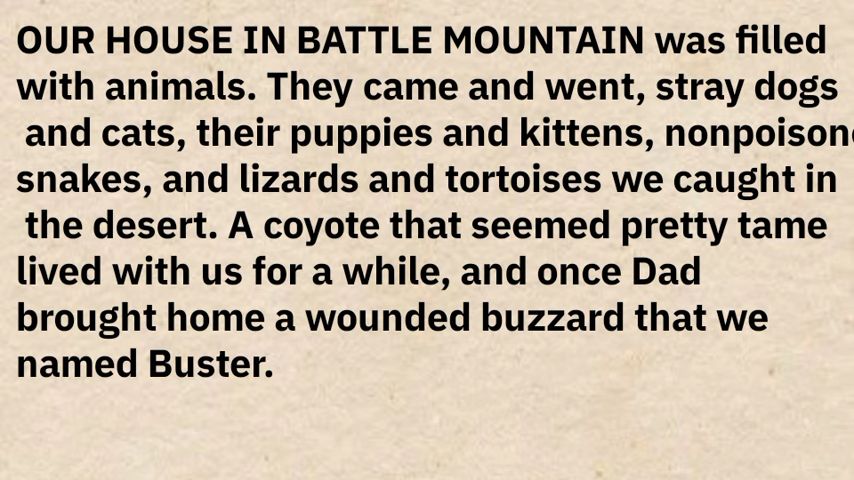 OUR HOUSE IN BATTLE MOUNTAIN was filled
with animals. They came and went, stray dogs
and cats, their puppies and kittens,
snakes, and lizards and tortoises we caught in
the desert. A coyote that seemed pretty tame
lived with us for a while, and once Dad
brought home a wounded buzzard that we
named Buster.